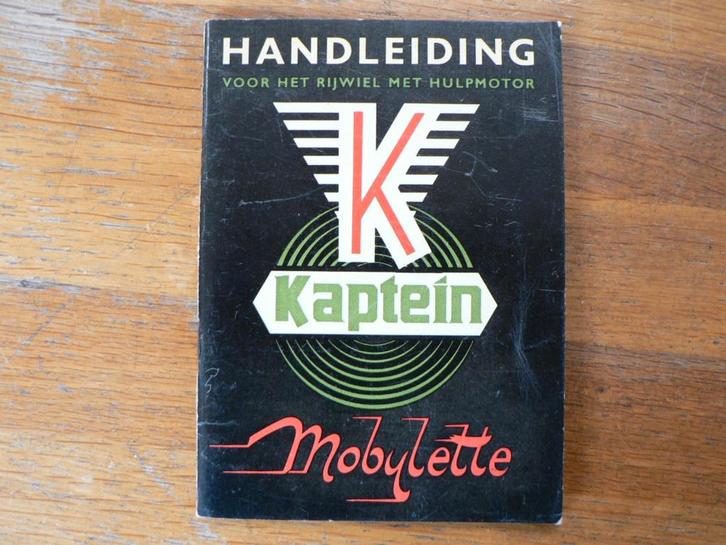 HANDLEIDING
VOOR HET RIJWIEL MET HULPMOTOR
K
Kaptein
Mobylette